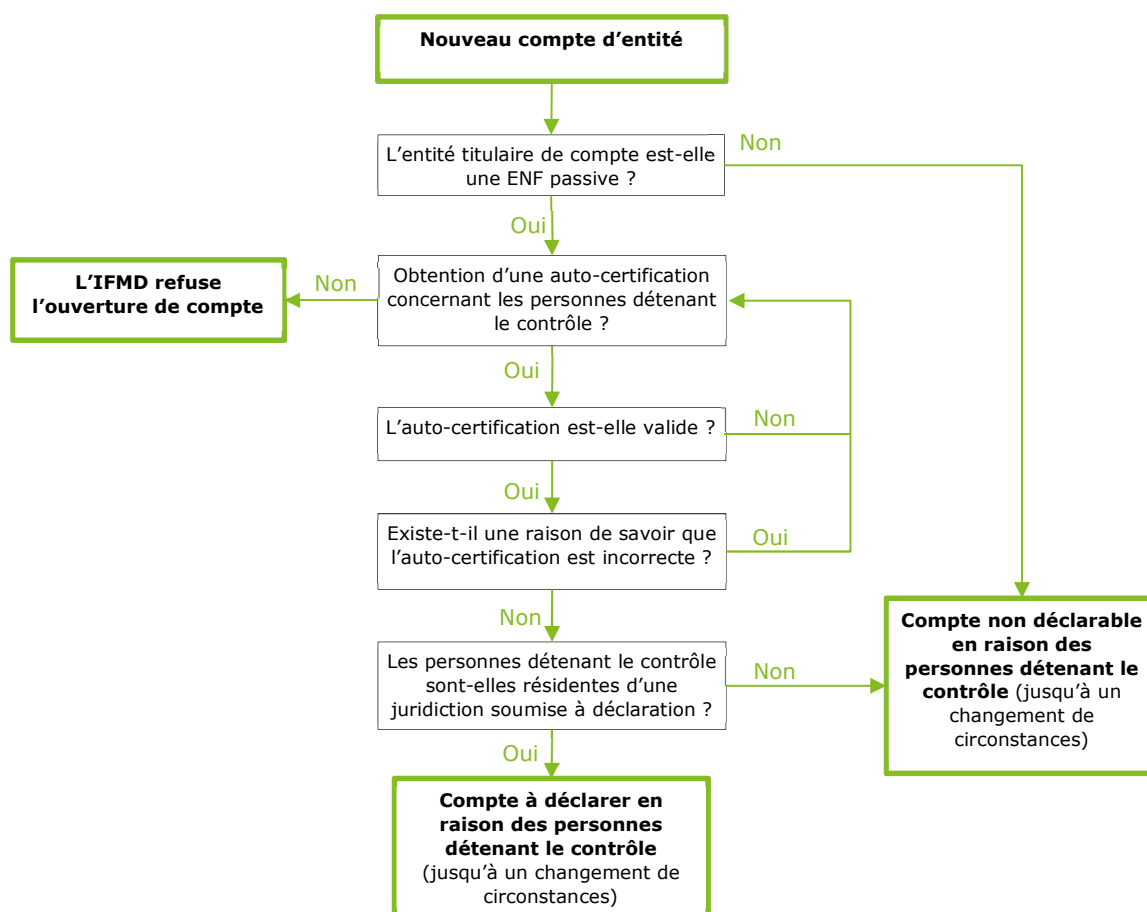 Nouveau compte d'entité
L'entité titulaire de compte est-elle
une ENF passive ?
Non
Oui
L'IFMD refuse
l'ouverture de compte
Non
Obtention d'une auto-certification
concernant les personnes détenant
le contrôle ?
Oui
L'auto-certification est-elle valide ?
Non
Oui
Existe-t-il une raison de savoir que
l'auto-certification est incorrecte ?
Oui
Non
Les personnes détenant le contrôle
sont-elles résidentes d'une
juridiction soumise à déclaration ?
Non
Compte non déclarable
en raison des
personnes détenant le
contrôle (jusqu'à un
changement de
circonstances)
Oui
Compte à déclarer en
raison des personnes
détenant le contrôle
(jusqu'à un changement de
circonstances)